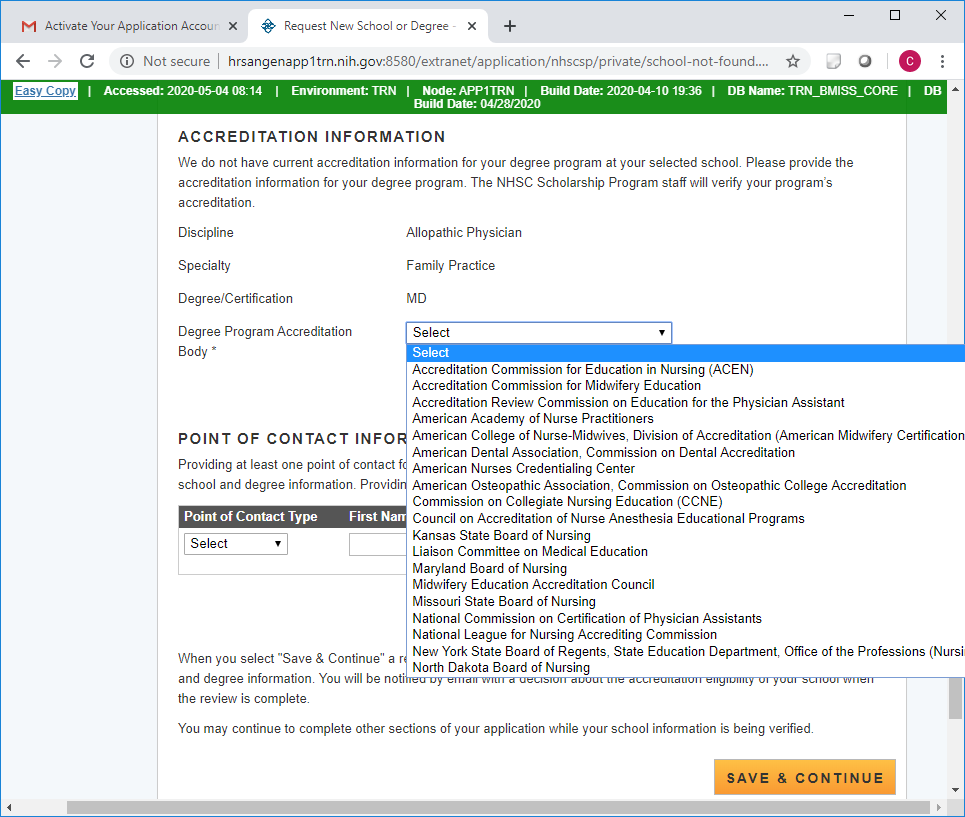 Activate Your Application Accoun
Request New School or Degree -
Not secure | hrsangenapp1trn.nih.gov:8580/extranet/application/nhscsp/private/school-not-found....
C
Easy Copy | Accessed: 2020-05-04 08:14 | Environment: TRN | Node: APP1TRN | Build Date: 2020-04-10 19:36 | DB Name: TRN_BMISS_CORE | DB
Build Date: 04/28/2020
ACCREDITATION INFORMATION
We do not have current accreditation information for your degree program at your selected school. Please provide the
accreditation information for your degree program. The NHSC Scholarship Program staff will verify your program's
accreditation.
Discipline Allopathic Physician
Specialty Family Practice
Degree/Certification MD
Degree Program Accreditation
Body *
Select
Select
Accreditation Commission for Education in Nursing (ACEN)
Accreditation Commission for Midwifery Education
Accreditation Review Commission on Education for the Physician Assistant
American Academy of Nurse Practitioners
American College of Nurse-Midwives, Division of Accreditation (American Midwifery Certification
American Dental Association, Commission on Dental Accreditation
American Nurses Credentialing Center
American Osteopathic Association, Commission on Osteopathic College Accreditation
Commission on Collegiate Nursing Education (CCNE)
Council on Accreditation of Nurse Anesthesia Educational Programs
Kansas State Board of Nursing
Liaison Committee on Medical Education
Maryland Board of Nursing
Midwifery Education Accreditation Council
Missouri State Board of Nursing
National Commission on Certification of Physician Assistants
National League for Nursing Accrediting Commission
New York State Board of Regents, State Education Department, Office of the Professions (Nursi
North Dakota Board of Nursing
POINT OF CONTACT INFOR
Providing at least one point of contact fo
school and degree information. Providin
Point of Contact Type First Nam
Select
When you select "Save & Continue" a re
and degree information. You will be notified by email with a decision about the accreditation eligibility of your school when
the review is complete.
You may continue to complete other sections of your application while your school information is being verified.
SAVE & CONTINUE